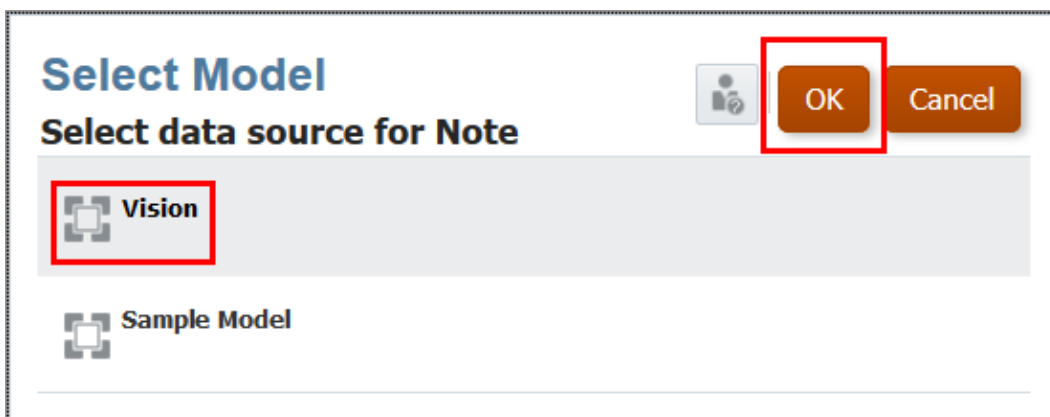 Select Model
OK
Cancel
Select data source for Note
Vision
Sample Model